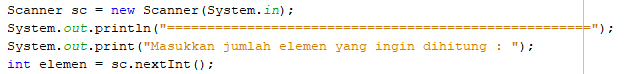 Scanner sc = new Scanner(System.in);
System.out.println("=====================================================");
System.out.print("Masukkan jumlah elemen yang ingin dihitung : ");
int elemen = sc.nextInt();